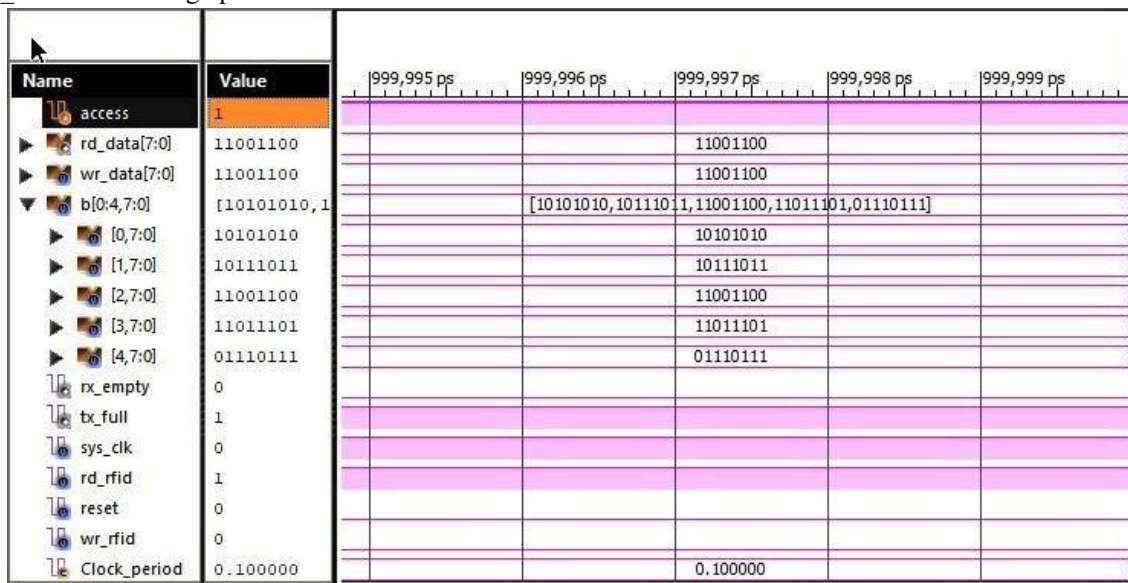 Name Value 999,995 ps 999,996 ps 999,997 ps 999,998 ps 999,999 ps
access 1
rd_data[7:0] 11001100 11001100
wr_data[7:0] 11001100 11001100
b[0:4,7:0] [10101010,1 [10101010,10111011,11001100,11011101,01110111]
[0,7:0] 10101010 10101010
[1,7:0] 10111011 10111011
[2,7:0] 11001100 11001100
[3,7:0] 11011101 11011101
[4,7:0] 01110111 01110111
rx_empty 0
tx_full 1
sys_clk 0
rd_rfid 1
reset 0
wr_rfid 0
Clock_period 0.100000 0.100000